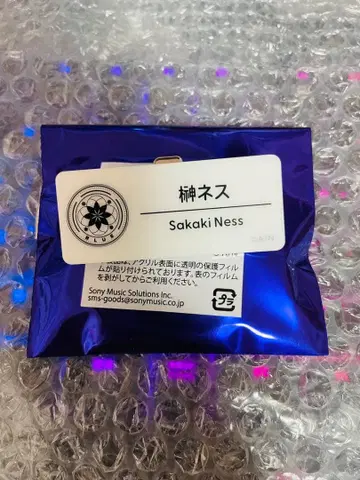 榊ネス
Sakaki Ness
BLUE
、アクリル表面に透明の保護フィル
ムが貼り付けられております。表のフィルム
を剥がしてからご利用ください。
Sony Music Solutions Inc.
sms-goods@sonymusic.co.jp
プラ